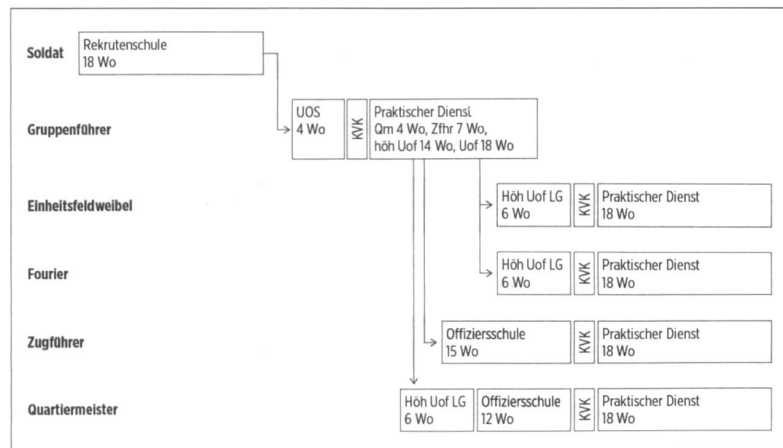 Soldat
Rekrutenschule
18 Wo
Gruppenführer
UOS
4 Wo
KVK
Praktischer Dienst
Qm 4 Wo, Zfhr 7 Wo,
höh Uof 14 Wo, Uof 18 Wo
Einheitsfeldweibel
Höh Uof LG
6 Wo
KVK
Praktischer Dienst
18 Wo
Fourier
Höh Uof LG
6 Wo
KVK
Praktischer Dienst
18 Wo
Zugführer
Offiziersschule
15 Wo
KVK
Praktischer Dienst
18 Wo
Quartiermeister
Höh Uof LG
6 Wo
Offiziersschule
12 Wo
KVK
Praktischer Dienst
18 Wo